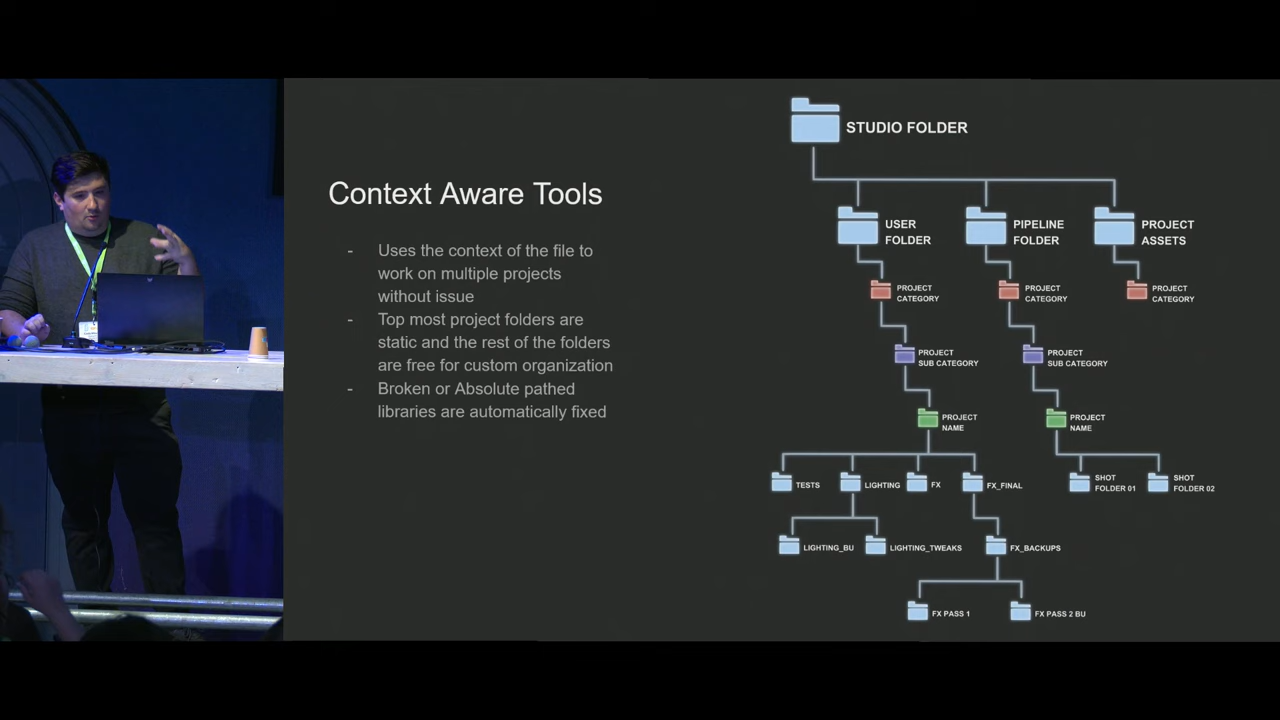 Context Aware Tools
- Uses the context of the file to
work on multiple projects
without issue
- Top most project folders are
static and the rest of the folders
are free for custom organization
- Broken or Absolute pathed
libraries are automatically fixed
STUDIO FOLDER
USER
FOLDER
PIPELINE
FOLDER
PROJECT
ASSETS
PROJECT
CATEGORY
PROJECT
CATEGORY
PROJECT
CATEGORY
PROJECT
SUB CATEGORY
PROJECT
SUB CATEGORY
PROJECT
NAME
PROJECT
NAME
TESTS
LIGHTING
FX
FX_FINAL
SHOT
FOLDER 01
SHOT
FOLDER 02
LIGHTING_BU
LIGHTING_TWEAKS
FX_BACKUPS
FX PASS 1
FX PASS 2 BU